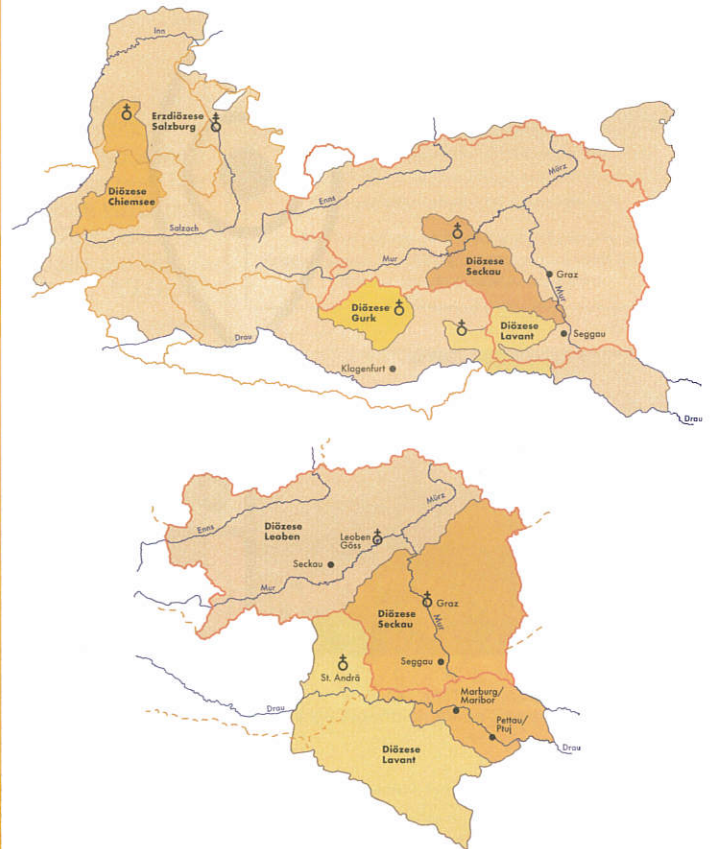 Inn
Erzdiözese
Salzburg
Diözese
Chiemsee
Salzach
Enns
Mürz
Mur
Diözese
Seckau
Graz
Mur
Diözese
Gurk
Diözese
Lavant
Seggau
Drau
Klagenfurt
Drau
Enns
Diözese
Leoben
Leoben
Göss
Mürz
Seckau
Mur
Graz
Diözese
Seckau
Mur
Seggau
St. Andrä
Marburg/
Maribor
Drau
Pettau/
Ptuj
Drau
Diözese
Lavant